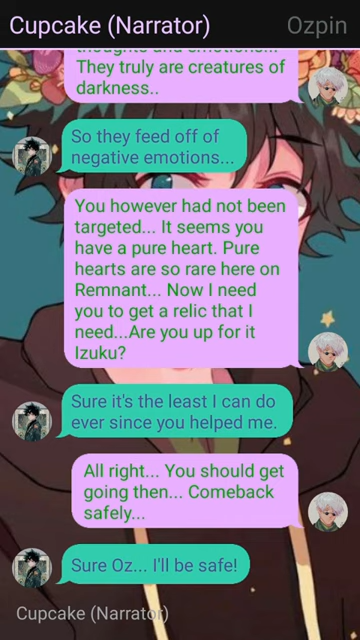 Cupcake (Narrator)
Ozpin
thoughts and emotions...
They truly are creatures of
darkness..
So they feed off of
negative emotions...
You however had not been
targeted... It seems you
have a pure heart. Pure
hearts are so rare here on
Remnant... Now I need
you to get a relic that I
need...Are you up for it
Izuku?
Sure it's the least I can do
ever since you helped me.
All right... You should get
going then... Comeback
safely...
Sure Oz... I'll be safe!
Cupcake (Narrator)